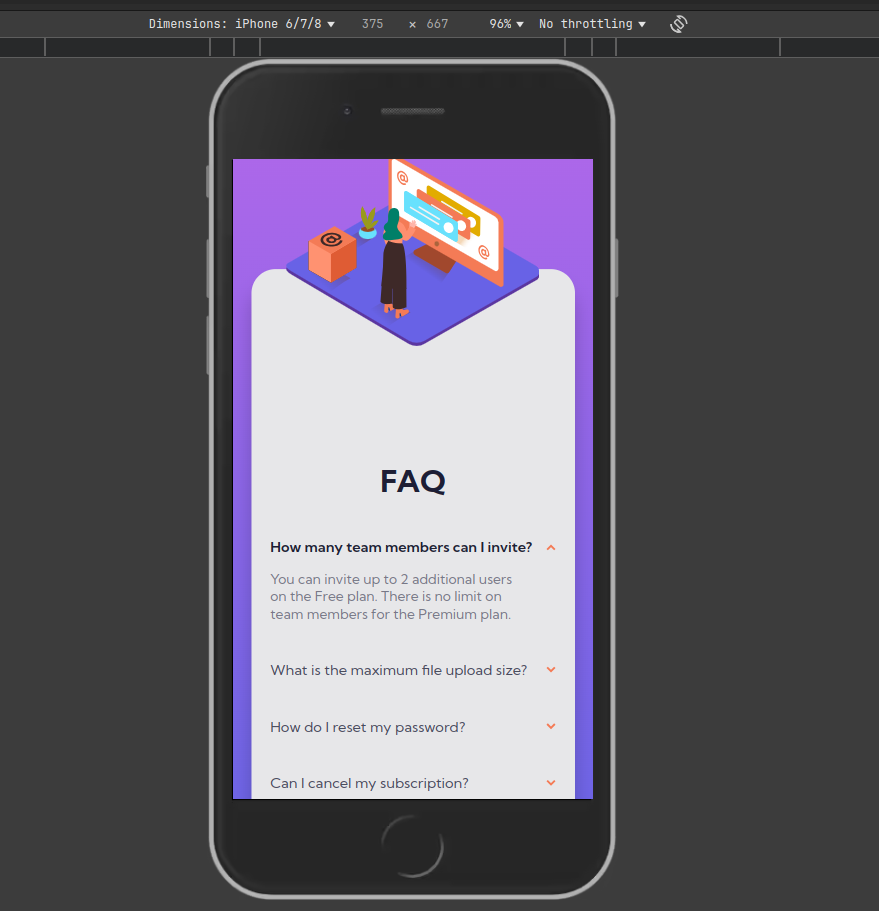 Dimensions: iPhone 6/7/8 ▼ 375 × 667 96% ▼ No throttling ▼
@
@
@
FAQ
How many team members can I invite?
You can invite up to 2 additional users
on the Free plan. There is no limit on
team members for the Premium plan.
What is the maximum file upload size?
How do I reset my password?
Can I cancel my subscription?